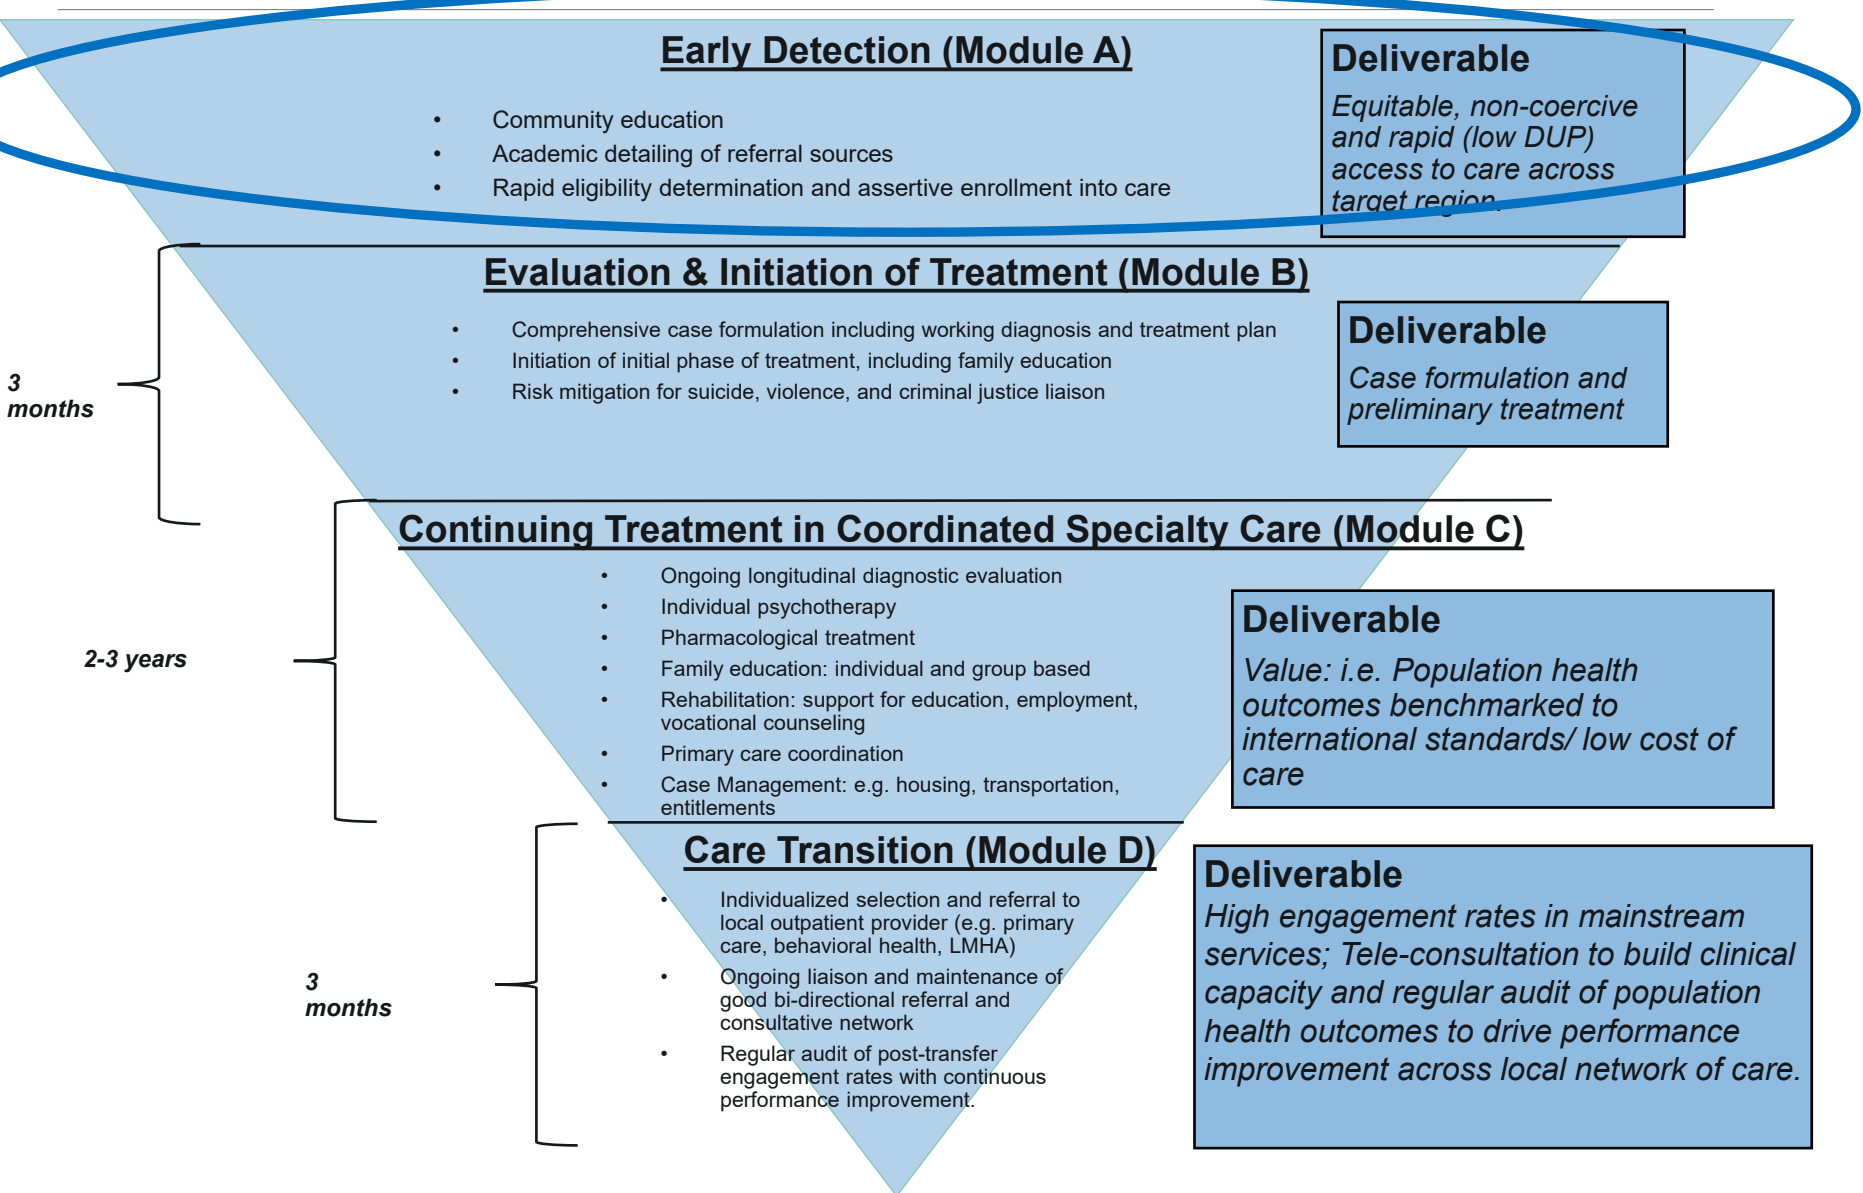 Early Detection (Module A)
• Community education
• Academic detailing of referral sources
• Rapid eligibility determination and assertive enrollment into care
Deliverable
Equitable, non-coercive
and rapid (low DUP)
access to care across
target region.
Evaluation & Initiation of Treatment (Module B)
• Comprehensive case formulation including working diagnosis and treatment plan
• Initiation of initial phase of treatment, including family education
• Risk mitigation for suicide, violence, and criminal justice liaison
Deliverable
Case formulation and
preliminary treatment
3
months
Continuing Treatment in Coordinated Specialty Care (Module C)
• Ongoing longitudinal diagnostic evaluation
• Individual psychotherapy
• Pharmacological treatment
• Family education: individual and group based
• Rehabilitation: support for education, employment,
vocational counseling
• Primary care coordination
• Case Management: e.g. housing, transportation,
entitlements
2-3 years
Deliverable
Value: i.e. Population health
outcomes benchmarked to
international standards/ low cost of
care
Care Transition (Module D)
• Individualized selection and referral to
local outpatient provider (e.g. primary
care, behavioral health, LMHA)
• Ongoing liaison and maintenance of
good bi-directional referral and
consultative network
• Regular audit of post-transfer
engagement rates with continuous
performance improvement.
3
months
Deliverable
High engagement rates in mainstream
services; Tele-consultation to build clinical
capacity and regular audit of population
health outcomes to drive performance
improvement across local network of care.